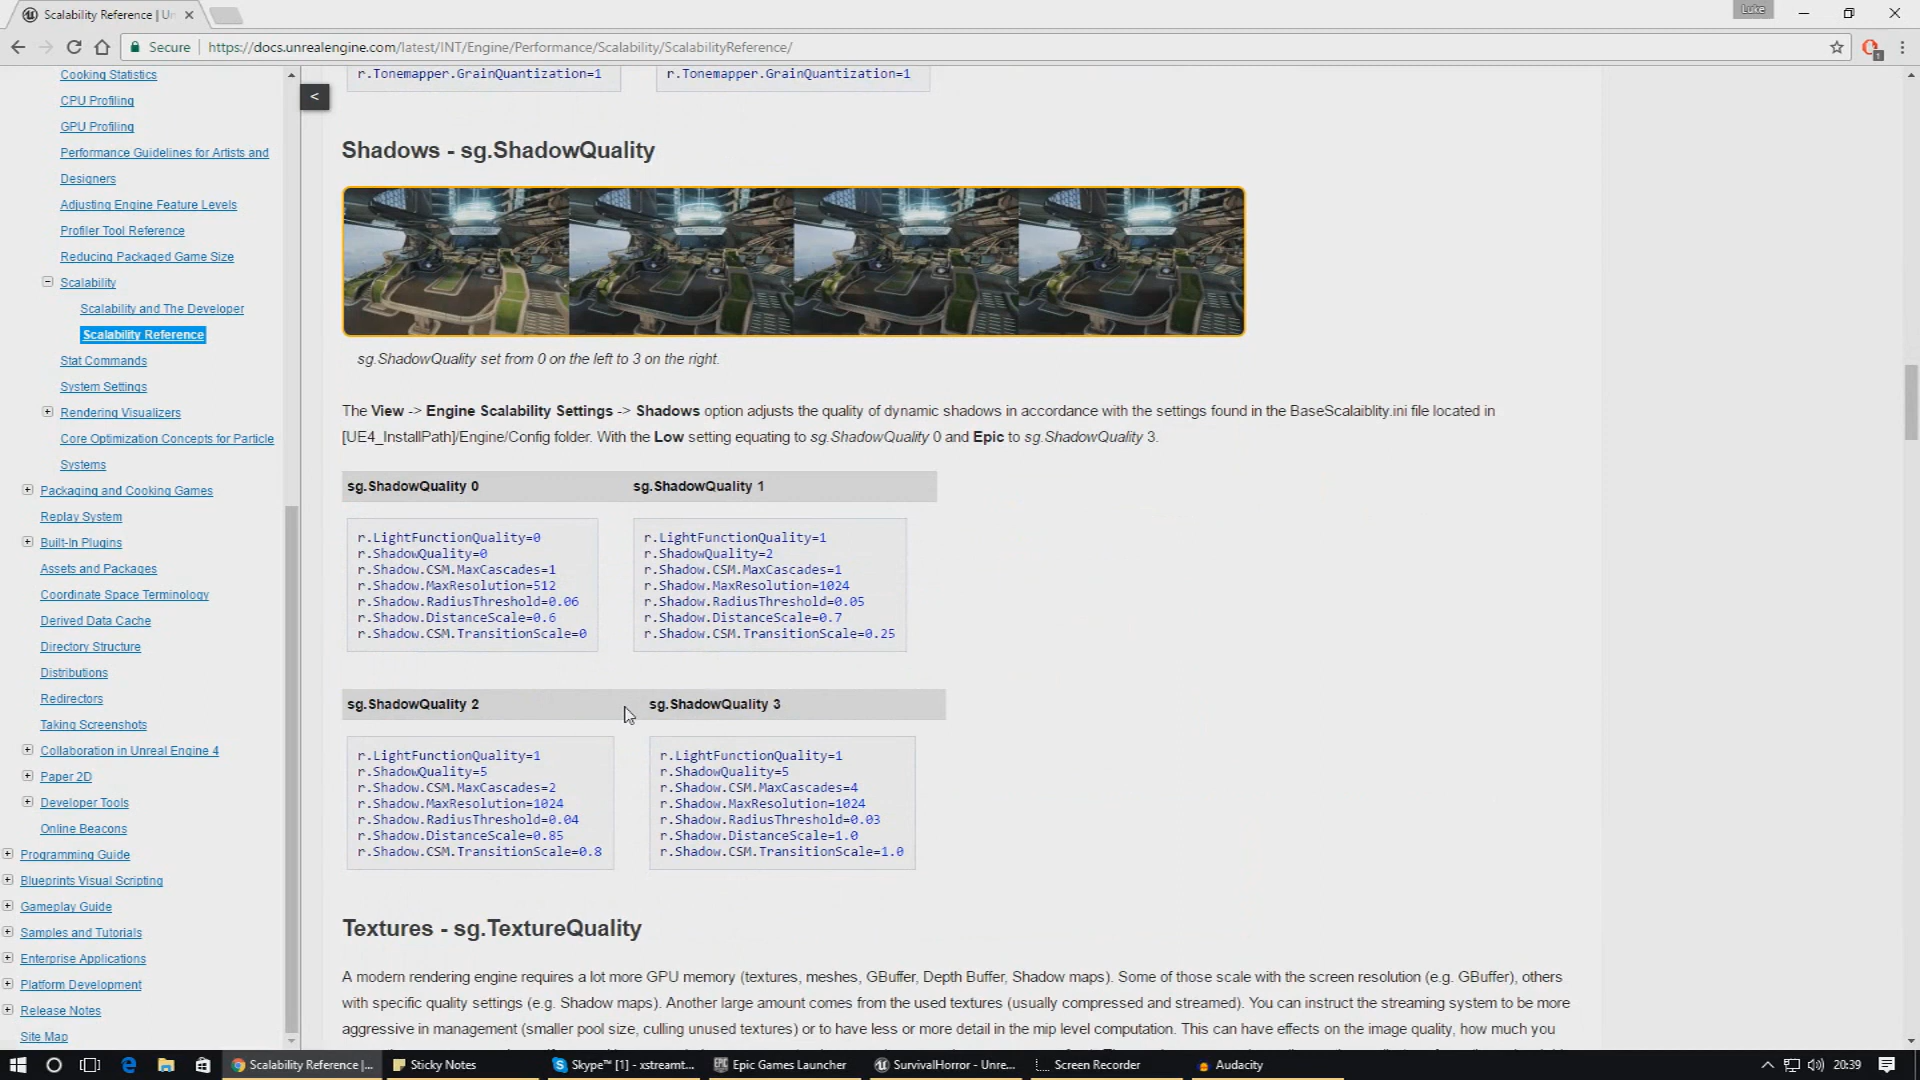 Scalability Reference | Un
Luke
Secure
https://docs.unrealengine.com/latest/INT/Engine/Performance/Scalability/ScalabilityReference/
1
Cooking Statistics
CPU Profiling
GPU Profiling
Performance Guidelines for Artists and
Designers
Adjusting Engine Feature Levels
Profiler Tool Reference
Reducing Packaged Game Size
Scalability
Scalability and The Developer
Scalability Reference
Stat Commands
System Settings
Rendering Visualizers
Core Optimization Concepts for Particle
Systems
Packaging and Cooking Games
Replay System
Built-In Plugins
Assets and Packages
Coordinate Space Terminology
Derived Data Cache
Directory Structure
Distributions
Redirectors
Taking Screenshots
Collaboration in Unreal Engine 4
Paper 2D
Developer Tools
Online Beacons
Programming Guide
Blueprints Visual Scripting
Gameplay Guide
Samples and Tutorials
Enterprise Applications
Platform Development
Release Notes
Site Map
<
r.Tonemapper.GrainQuantization=1
r.Tonemapper.GrainQuantization=1
Shadows - sg.ShadowQuality
sg.ShadowQuality set from 0 on the left to 3 on the right.
The View -> Engine Scalability Settings -> Shadows option adjusts the quality of dynamic shadows in accordance with the settings found in the BaseScalaiblity.ini file located in
[UE4_InstallPath]/Engine/Config folder. With the Low setting equating to sg.ShadowQuality 0 and Epic to sg.ShadowQuality 3.
sg.ShadowQuality 0
r.LightFunctionQuality=0
r.ShadowQuality=0
r.Shadow.CSM.MaxCascades=1
r.Shadow.MaxResolution=512
r.Shadow.RadiusThreshold=0.06
r.Shadow.DistanceScale=0.6
r.Shadow.CSM.TransitionScale=0
sg.ShadowQuality 1
r.LightFunctionQuality=1
r.ShadowQuality=2
r.Shadow.CSM.MaxCascades=1
r.Shadow.MaxResolution=1024
r.Shadow.RadiusThreshold=0.05
r.Shadow.DistanceScale=0.7
r.Shadow.CSM.TransitionScale=0.25
sg.ShadowQuality 2
r.LightFunctionQuality=1
r.ShadowQuality=5
r.Shadow.CSM.MaxCascades=2
r.Shadow.MaxResolution=1024
r.Shadow.RadiusThreshold=0.04
r.Shadow.DistanceScale=0.85
r.Shadow.CSM.TransitionScale=0.8
sg.ShadowQuality 3
r.LightFunctionQuality=1
r.ShadowQuality=5
r.Shadow.CSM.MaxCascades=4
r.Shadow.MaxResolution=1024
r.Shadow.RadiusThreshold=0.03
r.Shadow.DistanceScale=1.0
r.Shadow.CSM.TransitionScale=1.0
Textures - sg.TextureQuality
A modern rendering engine requires a lot more GPU memory (textures, meshes, GBuffer, Depth Buffer, Shadow maps). Some of those scale with the screen resolution (e.g. GBuffer), others
with specific quality settings (e.g. Shadow maps). Another large amount comes from the used textures (usually compressed and streamed). You can instruct the streaming system to be more
aggressive in management (smaller pool size, culling unused textures) or to have less or more detail in the mip level computation. This can have effects on the image quality, how much you
Scalability Reference |...
Sticky Notes
Skype™ [1] - xstreamt...
Epic Games Launcher
SurvivalHorror - Unre...
Screen Recorder
Audacity
20:39